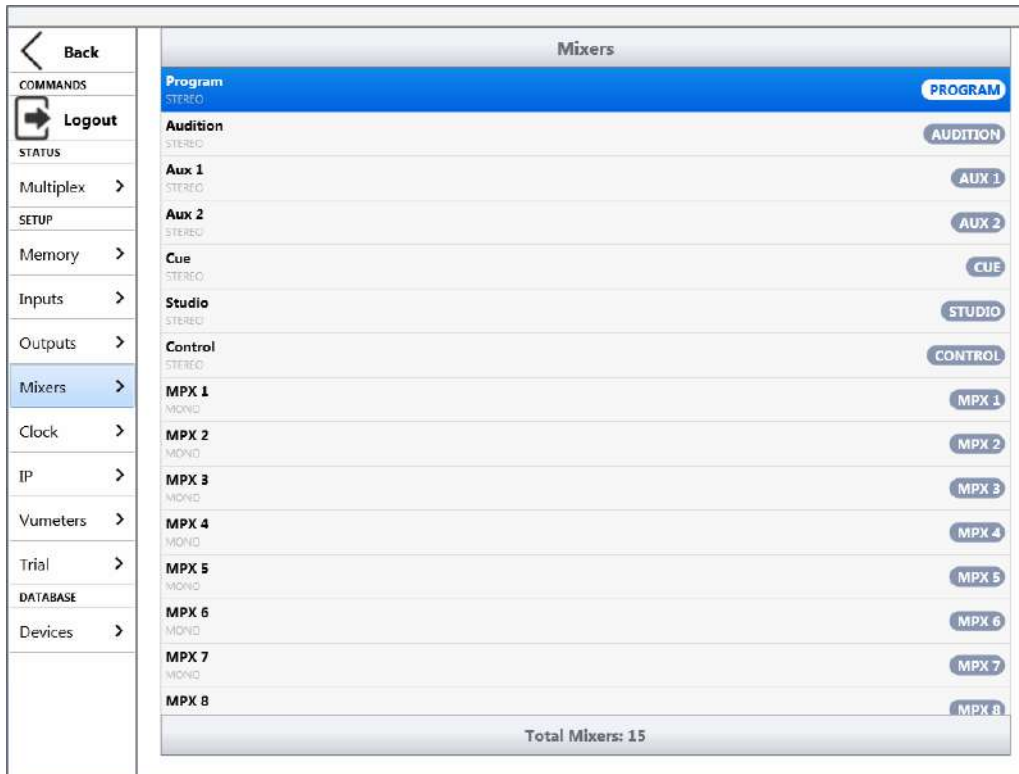 Back
COMMANDS
Logout
STATUS
Multiplex
SETUP
Memory
Inputs
Outputs
Mixers
Clock
IP
Vumeters
Trial
DATABASE
Devices
Mixers
Program
STEREO
PROGRAM
Audition
STEREO
AUDITION
Aux 1
STEREO
AUX 1
Aux 2
STEREO
AUX 2
Cue
STEREO
CUE
Studio
STEREO
STUDIO
Control
STEREO
CONTROL
MPX 1
MONO
MPX 1
MPX 2
MONO
MPX 2
MPX 3
MONO
MPX 3
MPX 4
MONO
MPX 4
MPX 5
MONO
MPX 5
MPX 6
MONO
MPX 6
MPX 7
MONO
MPX 7
MPX 8
MPX 8
Total Mixers: 15